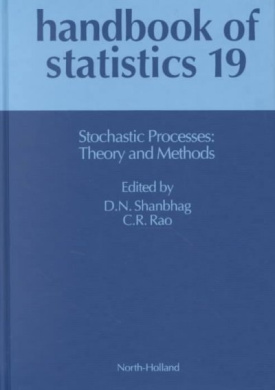 handbook of
statistics 19
Stochastic Processes:
Theory and Methods
Edited by
D.N. Shanbhag
C.R. Rao
North-Holland